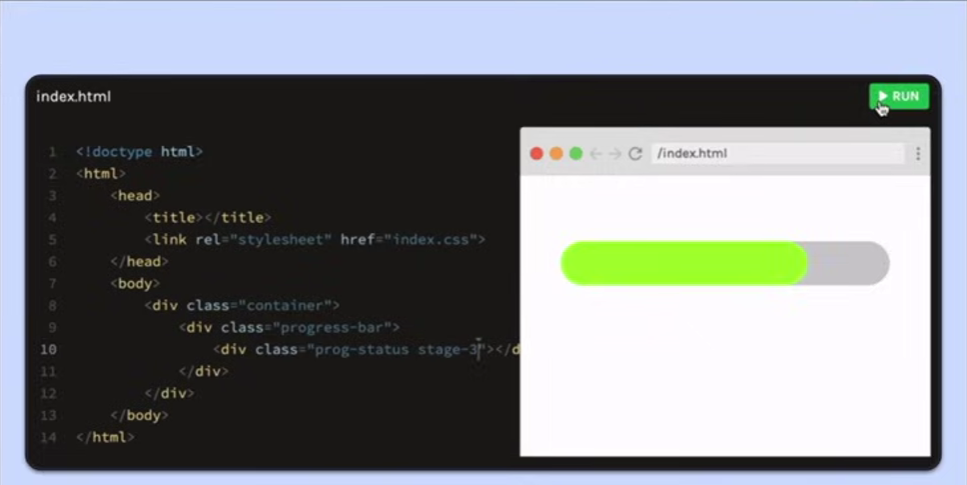 index.html
RUN
/index.html
1 <!doctype html>
2 <html>
3 <head>
4 <title></title>
5 <link rel="stylesheet" href="index.css">
6 </head>
7 <body>
8 <div class="container">
9 <div class="progress-bar">
10 <div class="prog-status stage-3"></d
11 </div>
12 </div>
13 </body>
14 </html>